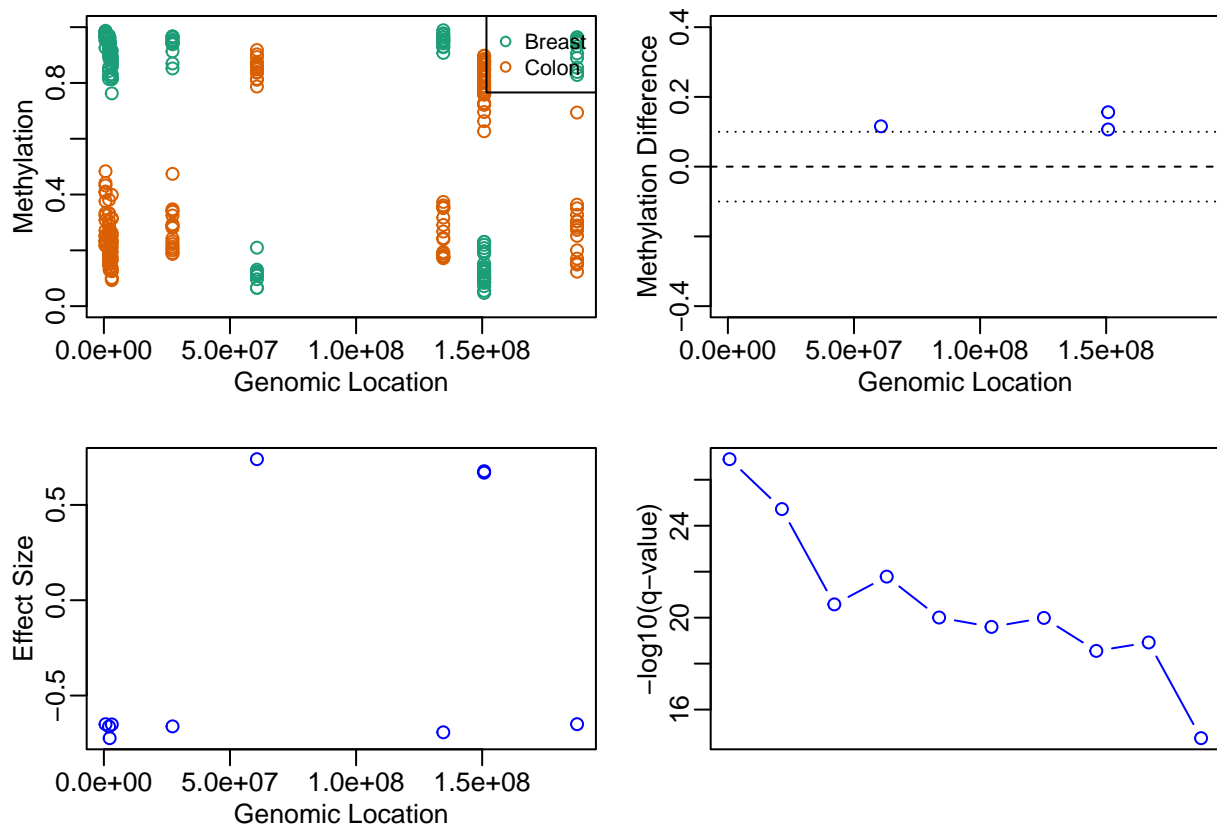 Methylation
0.0
0.4
0.8
Breast
Colon
0.0e+00 5.0e+07 1.0e+08 1.5e+08
Genomic Location
Methylation Difference
−0.4
0.0
0.2
0.4
0.0e+00 5.0e+07 1.0e+08 1.5e+08
Genomic Location
Effect Size
−0.5
0.0
0.5
0.0e+00 5.0e+07 1.0e+08 1.5e+08
Genomic Location
−log10(q−value)
16
20
24